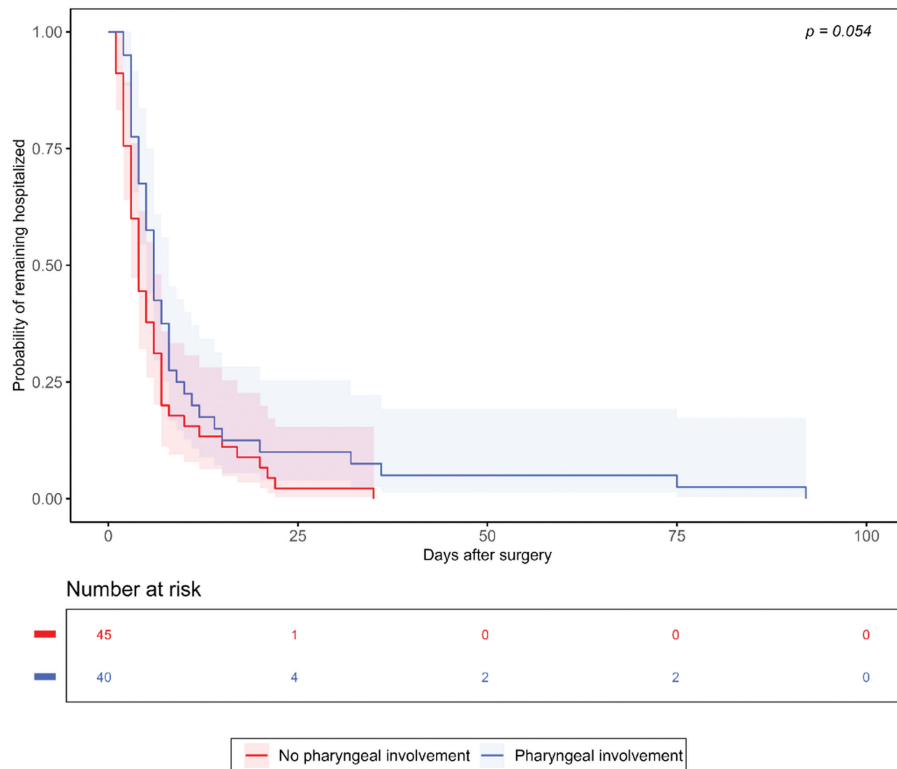 p = 0.054
Probability of remaining hospitalized
1.00
0.75
0.50
0.25
0.00
0 25 50 75 100
Days after surgery
Number at risk
45 1 0 0 0
40 4 2 2 0
No pharyngeal involvement Pharyngeal involvement